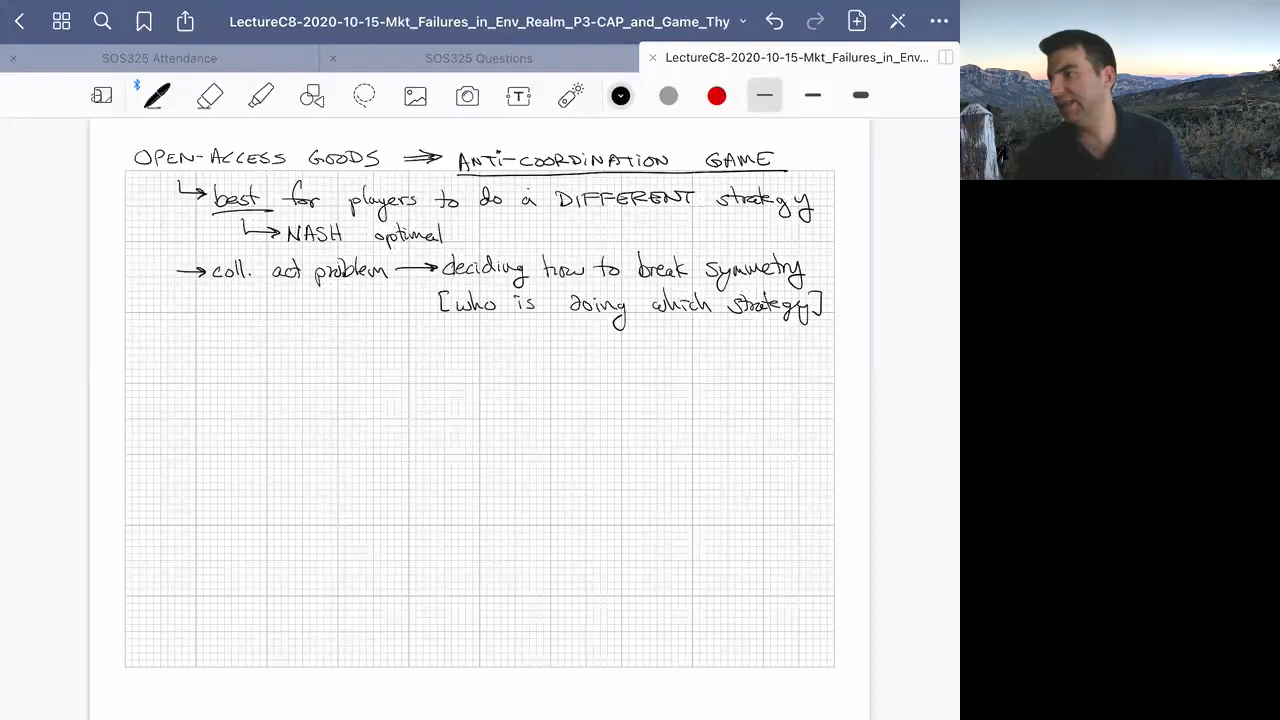 LectureC8-2020-10-15-Mkt_Failures_in_Env_Realm_P3-CAP_and_Game_Thy
SOS325 Attendance
SOS325 Questions
LectureC8-2020-10-15-Mkt_Failures_in_Env...
T
OPEN-ACCESS GOODS ⇒ ANTI-COORDINATION GAME
↳ best for players to do a DIFFERENT strategy
↳ NASH optimal
→ coll. act problem → deciding how to break symmetry
[who is doing which strategy]